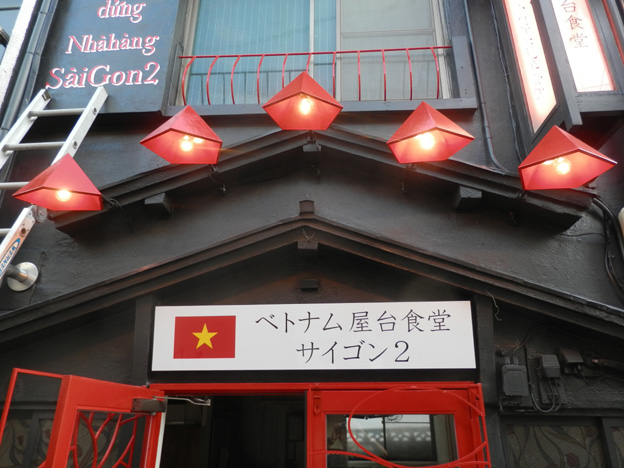 dứng
Nhàhàng
SàiGon2
台食堂
ベトナム屋台食堂
サイゴン2